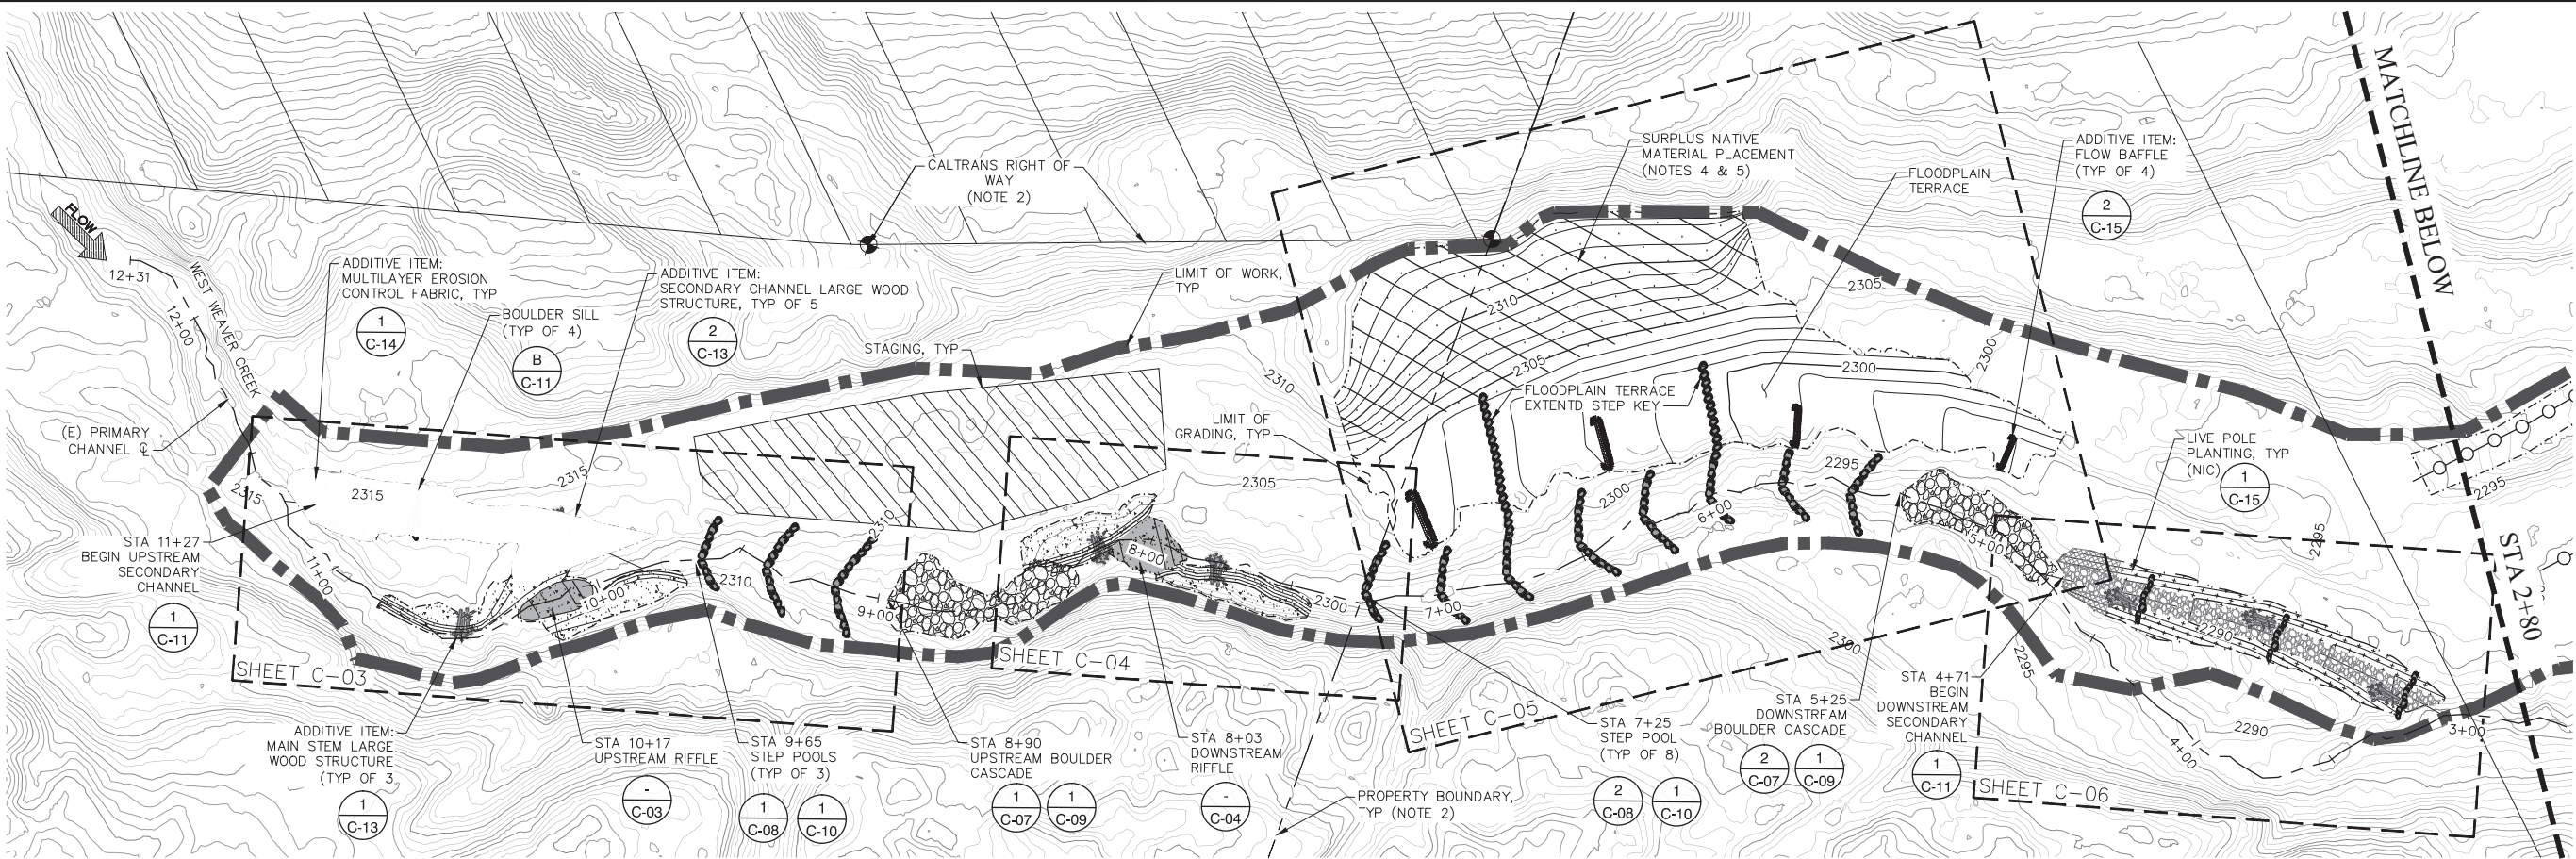 FLOW
12+31
12+00
WEST WEAVER CREEK
(E) PRIMARY
CHANNEL ℄
ADDITIVE ITEM:
MULTILAYER EROSION
CONTROL FABRIC, TYP
1
C-14
BOULDER SILL
(TYP OF 4)
B
C-11
ADDITIVE ITEM:
SECONDARY CHANNEL LARGE WOOD
STRUCTURE, TYP OF 5
2
C-13
CALTRANS RIGHT OF
WAY
(NOTE 2)
LIMIT OF WORK,
TYP
STAGING, TYP
SURPLUS NATIVE
MATERIAL PLACEMENT
(NOTES 4 & 5)
FLOODPLAIN
TERRACE
ADDITIVE ITEM:
FLOW BAFFLE
(TYP OF 4)
2
C-15
MATCHLINE BELOW
STA 2+80
2310
2305
2305
2300
2300
2310
FLOODPLAIN TERRACE
EXTENTD STEP KEY
LIMIT OF
GRADING, TYP
LIVE POLE
PLANTING, TYP
(NIC)
1
C-15
2295
2295
2295
2315
2315
2315
2310
2305
2300
6+00
5+00
STA 11+27
BEGIN UPSTREAM
SECONDARY
CHANNEL
1
C-11
11+00
10+00
2310
9+00
8+00
2300
7+00
2300
2295
2290
2290
4+00
3+00
SHEET C-03
SHEET C-04
SHEET C-05
SHEET C-06
ADDITIVE ITEM:
MAIN STEM LARGE
WOOD STRUCTURE
(TYP OF 3
1
C-13
STA 10+17
UPSTREAM RIFFLE
-
C-03
STA 9+65
STEP POOLS
(TYP OF 3)
1
C-08
1
C-10
STA 8+90
UPSTREAM BOULDER
CASCADE
1
C-07
1
C-09
STA 8+03
DOWNSTREAM
RIFFLE
-
C-04
PROPERTY BOUNDARY,
TYP (NOTE 2)
STA 7+25
STEP POOL
(TYP OF 8)
2
C-08
1
C-10
STA 5+25
DOWNSTREAM
BOULDER CASCADE
2
C-07
1
C-09
STA 4+71
BEGIN
DOWNSTREAM
SECONDARY
CHANNEL
1
C-11